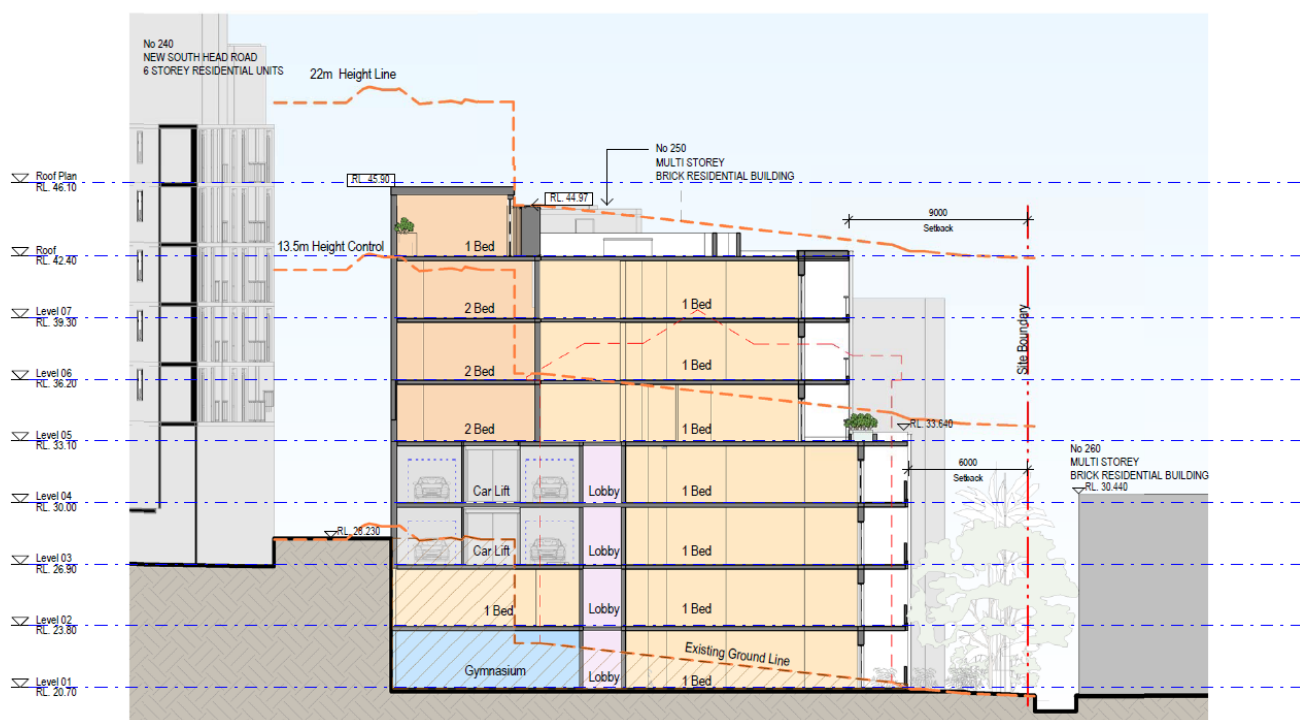 No 240
NEW SOUTH HEAD ROAD
6 STOREY RESIDENTIAL UNITS
22m Height Line
No 250
MULTI STOREY
BRICK RESIDENTIAL BUILDING
Roof Plan
RL. 46.10
RL. 45.90
RL. 44.97
9000
Setback
13.5m Height Control
1 Bed
Roof
RL. 42.40
2 Bed
1 Bed
Level 07
RL. 39.30
Site Boundary
2 Bed
1 Bed
Level 06
RL. 36.20
2 Bed
1 Bed
RL. 33.640
Level 05
RL. 33.10
No 260
MULTI STOREY
BRICK RESIDENTIAL BUILDING
RL. 30.440
6000
Setback
Car Lift
Lobby
1 Bed
Level 04
RL. 30.00
RL. 28.230
Car Lift
Lobby
1 Bed
Level 03
RL. 26.90
1 Bed
Lobby
1 Bed
Level 02
RL. 23.80
Existing Ground Line
Gymnasium
Lobby
1 Bed
Level 01
RL. 20.70